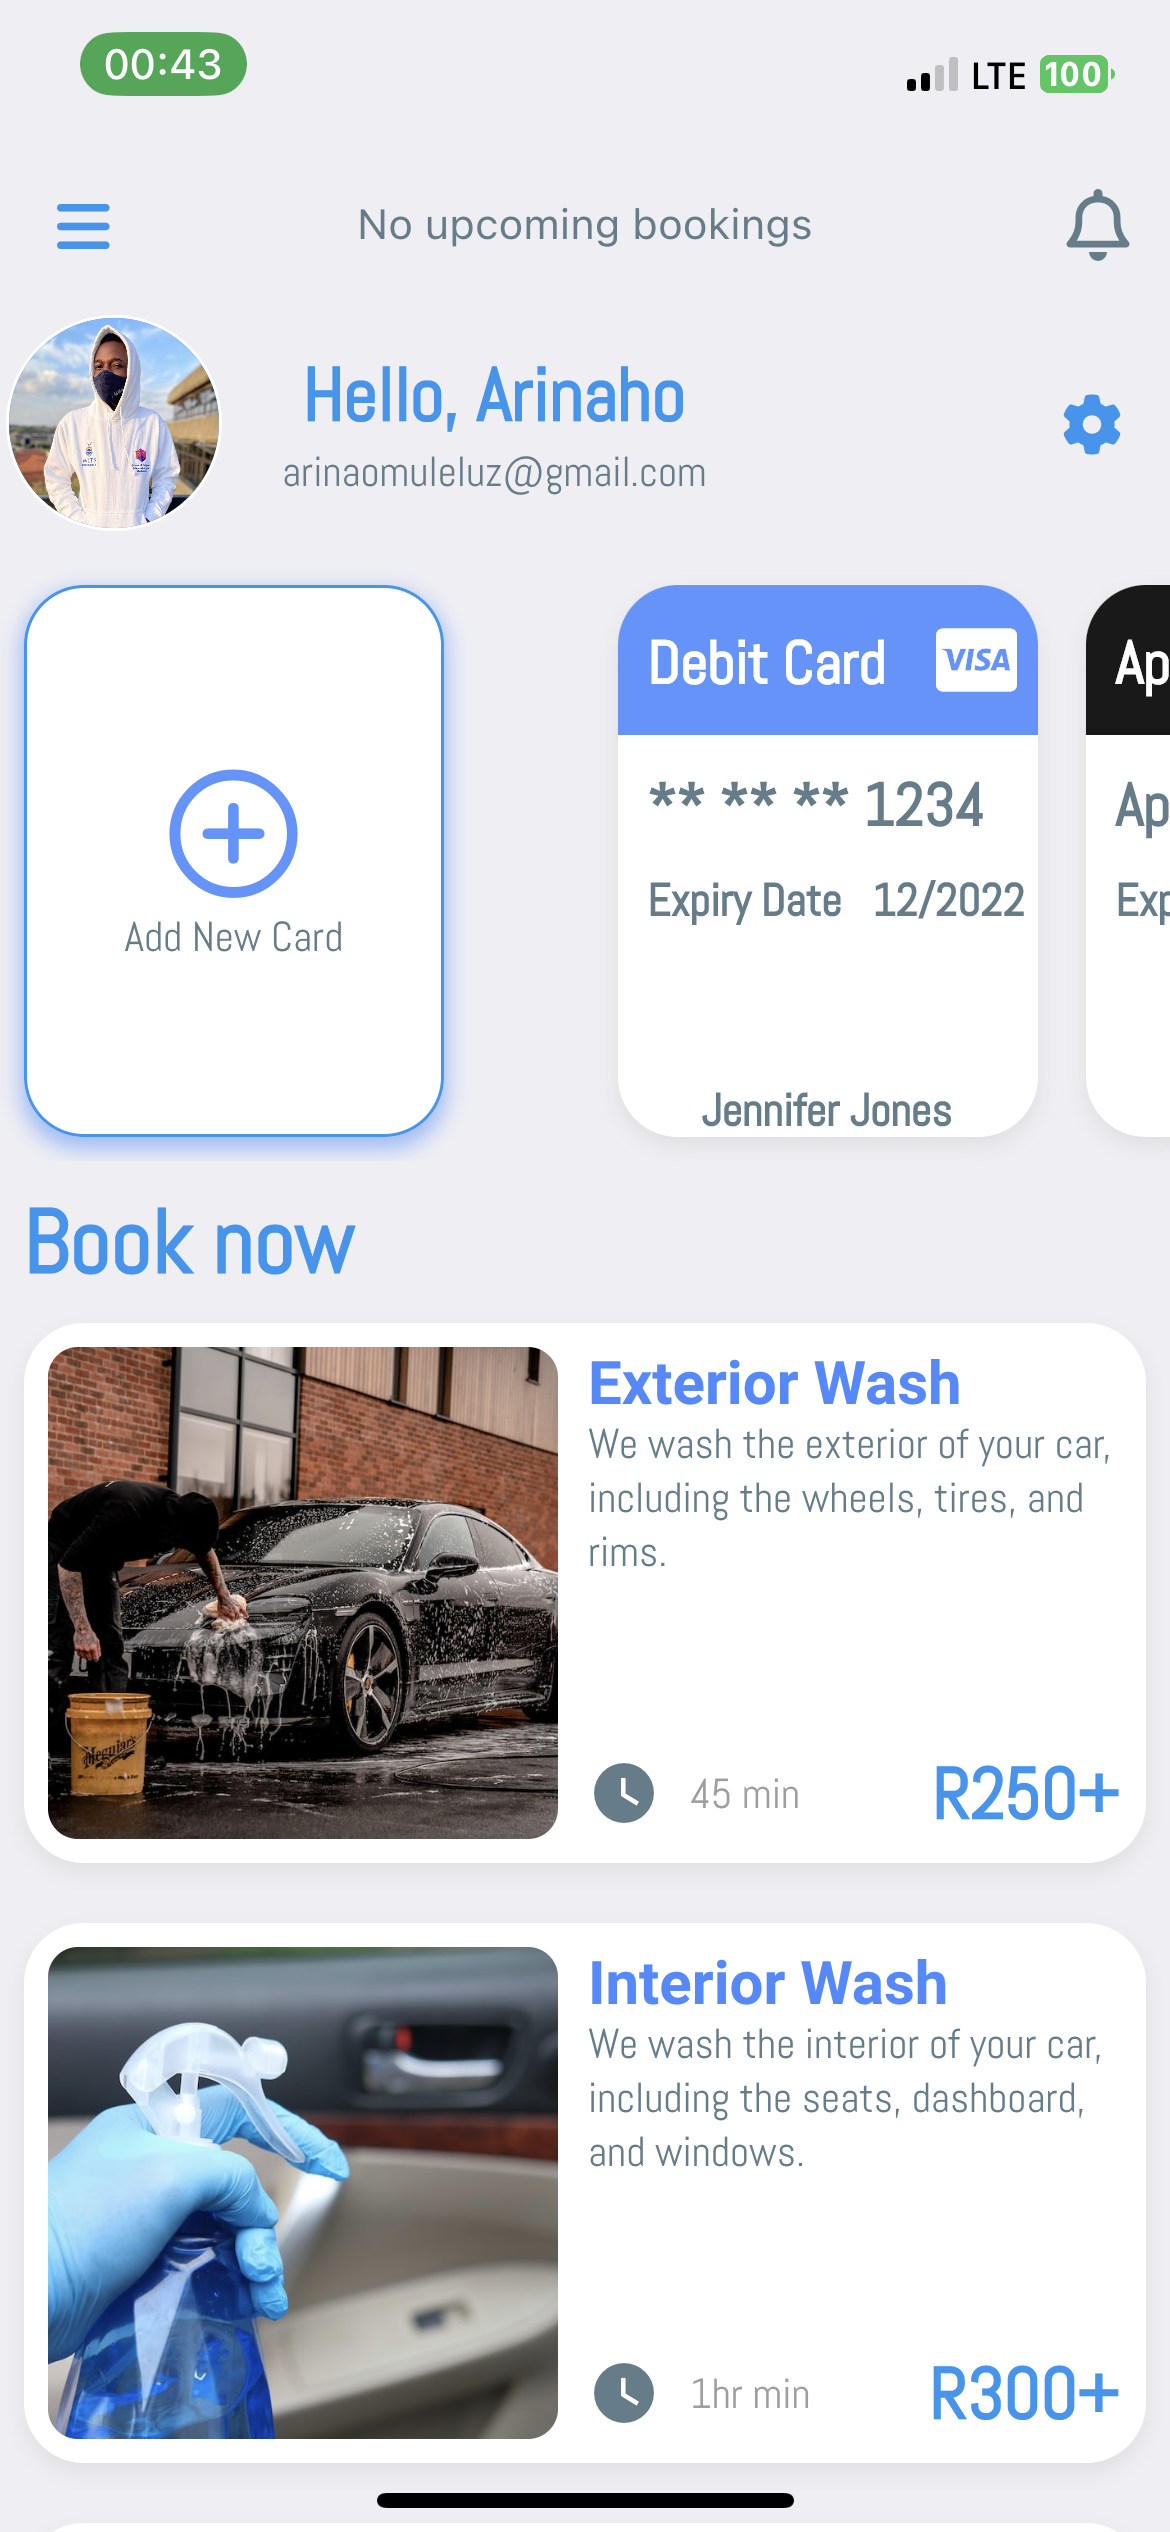 00:43
LTE 100
No upcoming bookings
Hello, Arinaho
arinaomuleluz@gmail.com
Add New Card
Debit Card VISA
** ** ** 1234
Expiry Date 12/2022
Jennifer Jones
Ap
Ap
Exp
Book now
Exterior Wash
We wash the exterior of your car,
including the wheels, tires, and
rims.
45 min R250+
Meguiar's
Interior Wash
We wash the interior of your car,
including the seats, dashboard,
and windows.
1hr min R300+